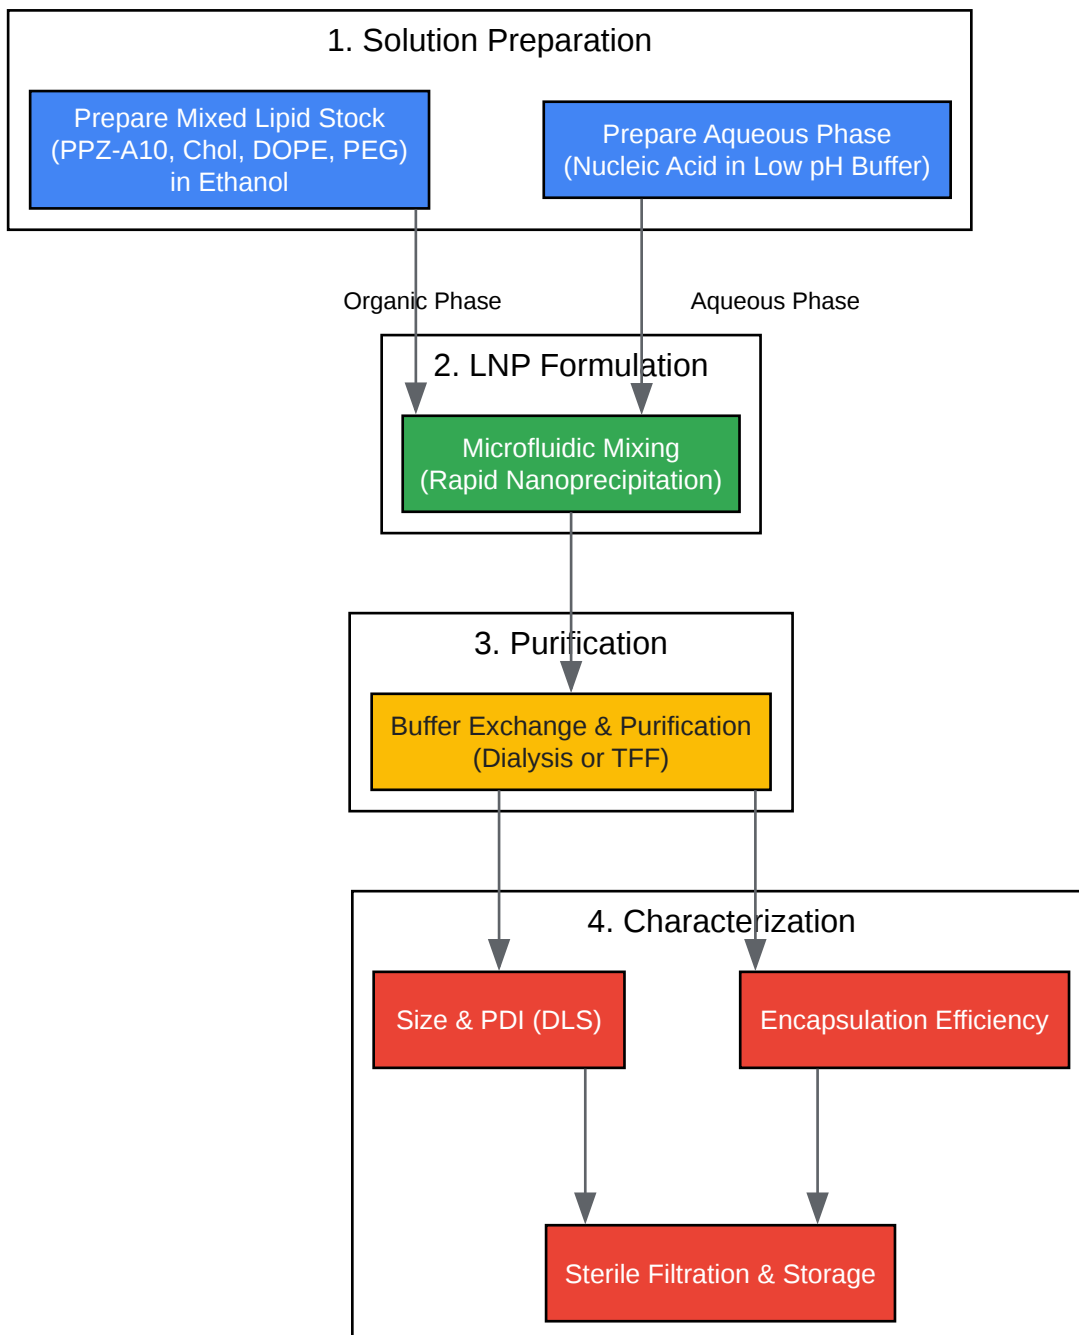 1. Solution Preparation
Prepare Mixed Lipid Stock
(PPZ-A10, Chol, DOPE, PEG)
in Ethanol
Prepare Aqueous Phase
(Nucleic Acid in Low pH Buffer)
Organic Phase
Aqueous Phase
2. LNP Formulation
Microfluidic Mixing
(Rapid Nanoprecipitation)
3. Purification
Buffer Exchange & Purification
(Dialysis or TFF)
4. Characterization
Size & PDI (DLS)
Encapsulation Efficiency
Sterile Filtration & Storage